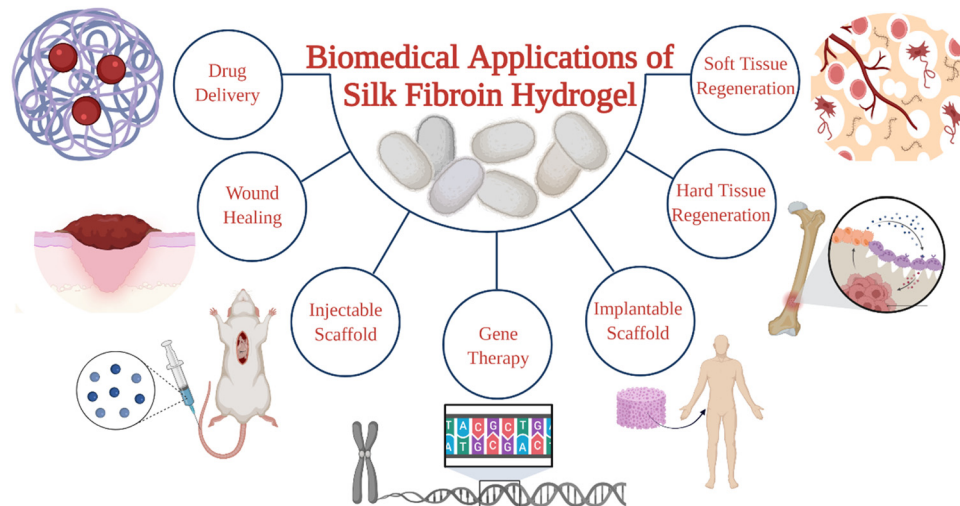 Biomedical Applications of
Silk Fibroin Hydrogel
Drug
Delivery
Wound
Healing
Injectable
Scaffold
Gene
Therapy
Implantable
Scaffold
Hard Tissue
Regeneration
Soft Tissue
Regeneration
T A C G C T G
A T G C G A C